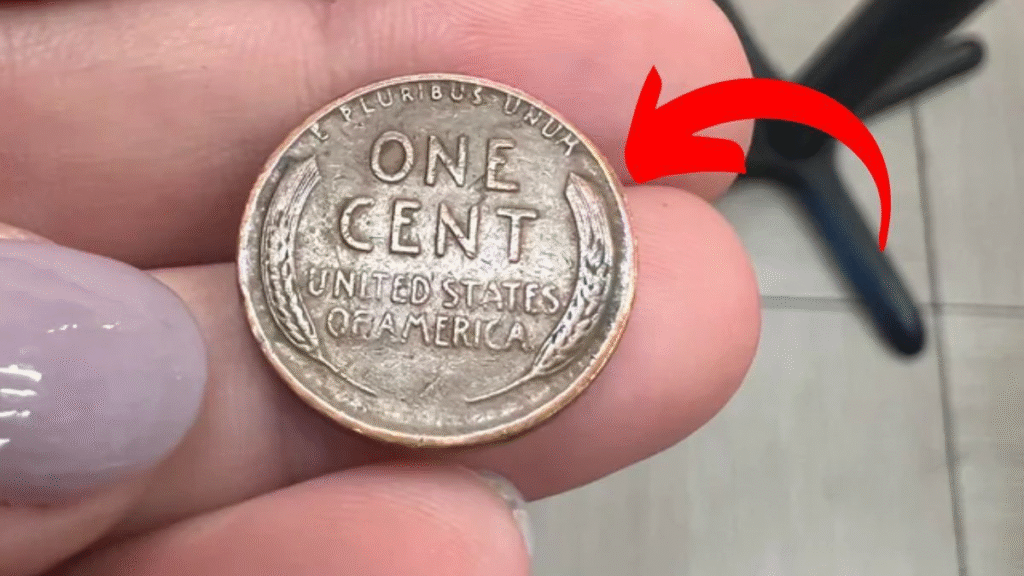 E PLURIBUS UNUM
ONE
CENT
UNITED STATES
OF AMERICA